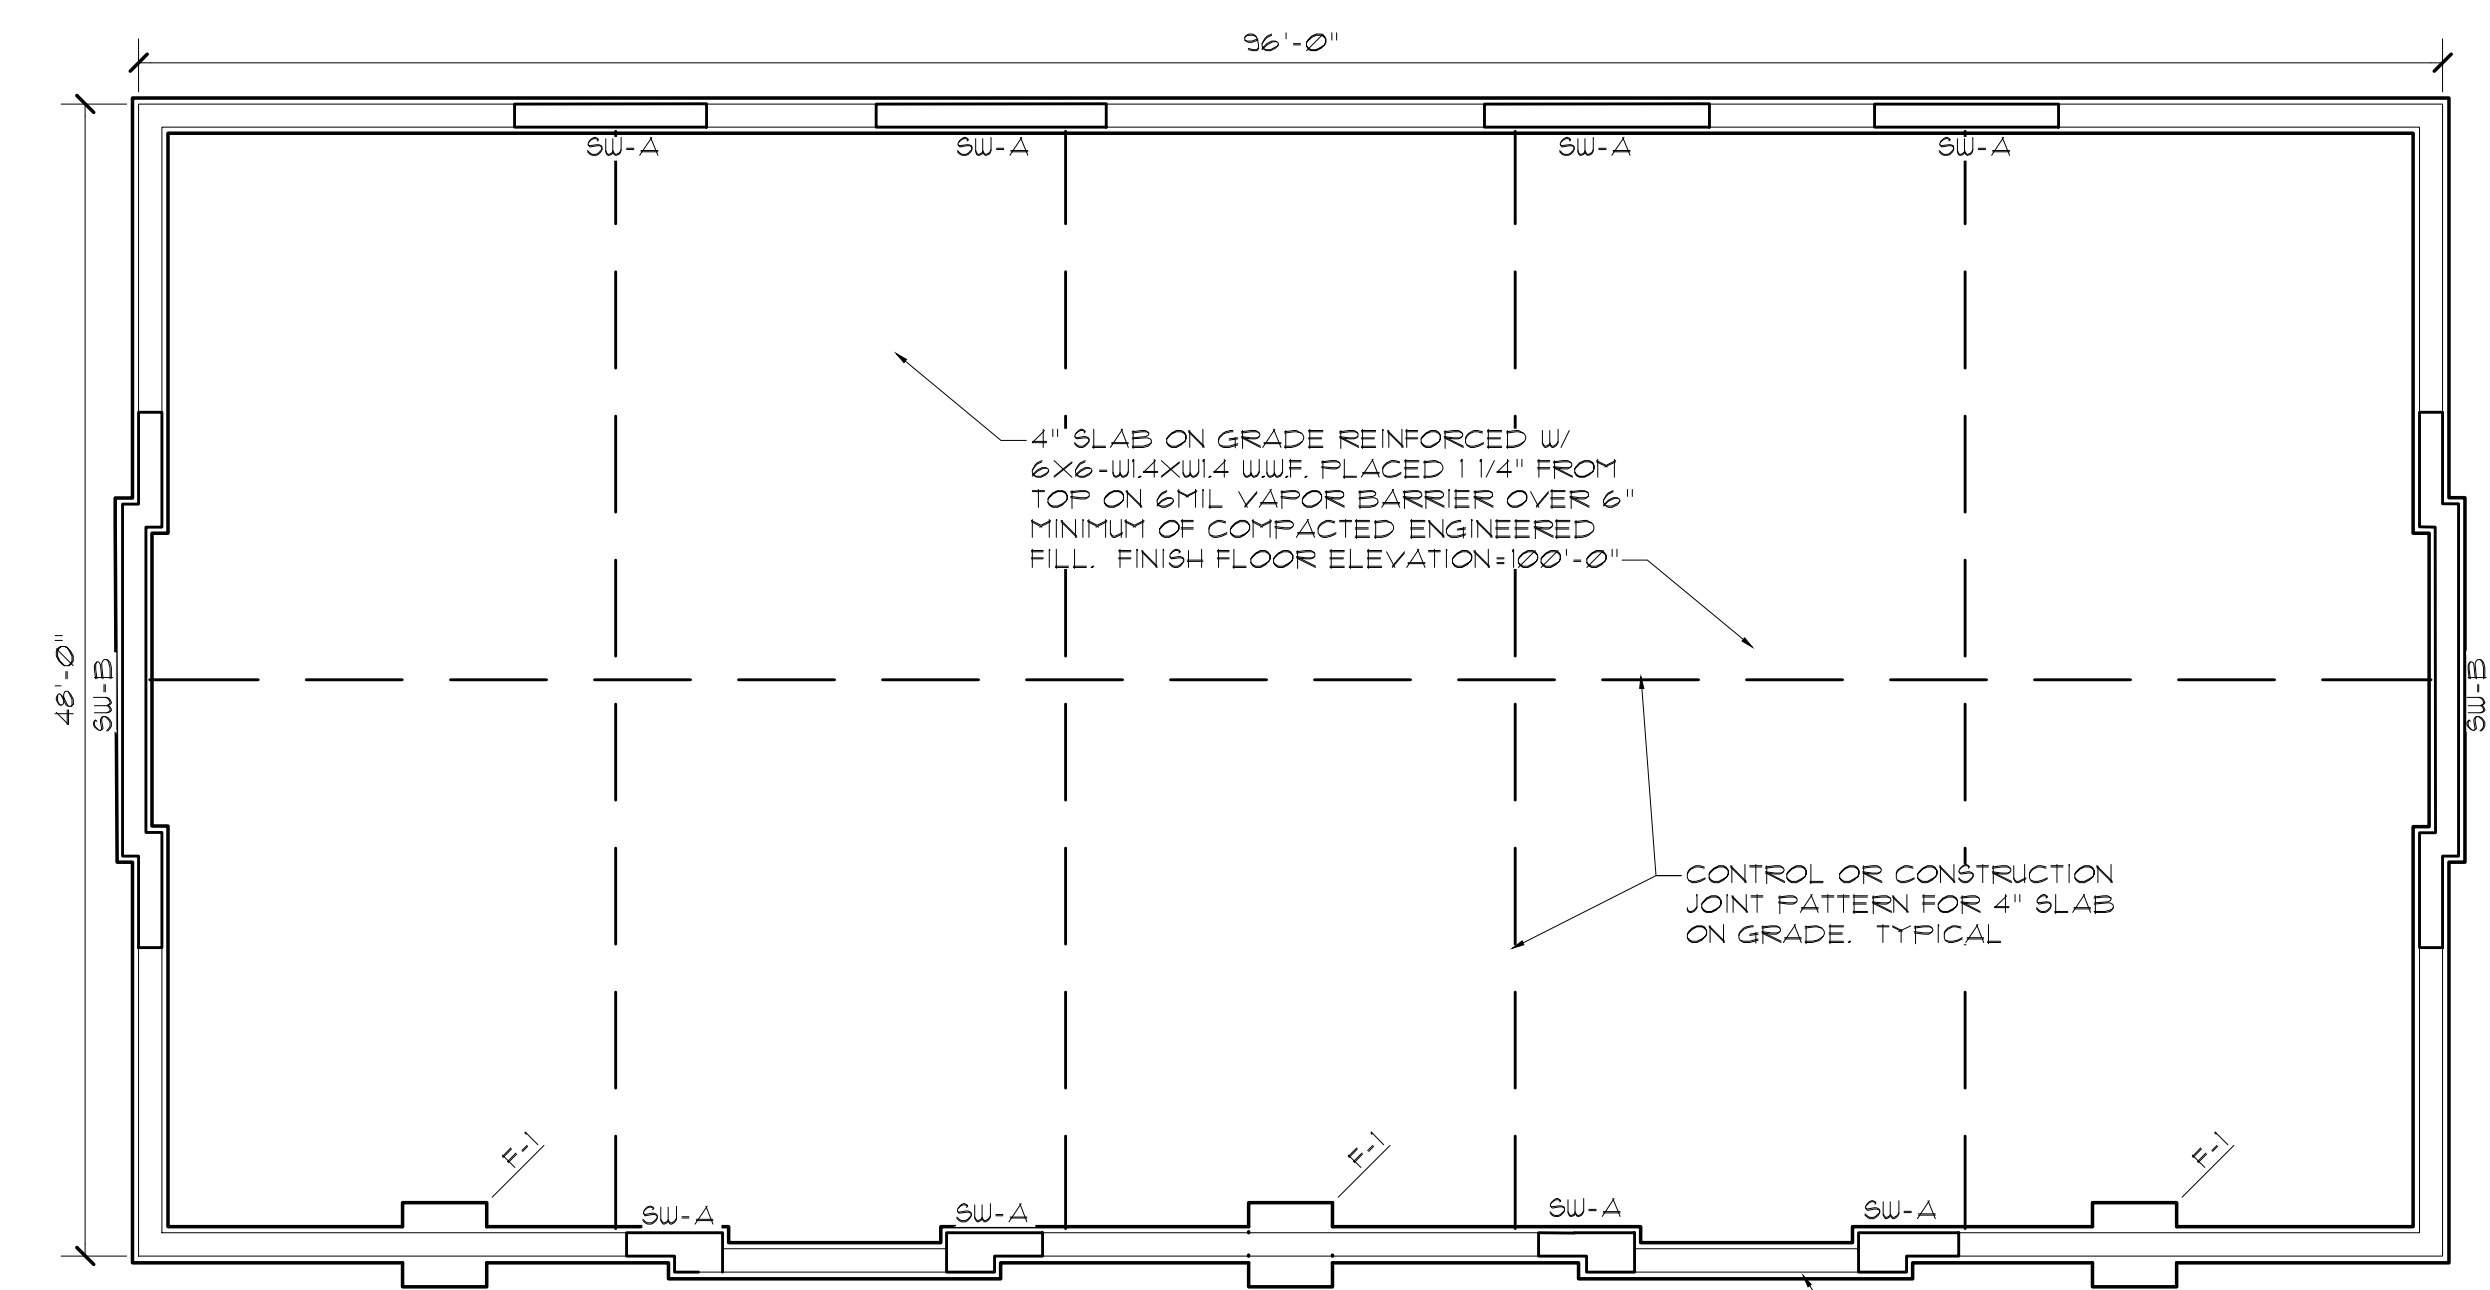 96'-0"
SW-A
SW-A
SW-A
SW-A
4" SLAB ON GRADE REINFORCED W/
6X6-W1.4XW1.4 W.W.F. PLACED 1 1/4" FROM
TOP ON 6MIL VAPOR BARRIER OVER 6"
MINIMUM OF COMPACTED ENGINEERED
FILL. FINISH FLOOR ELEVATION=100'-0"
48'-0"
SW-B
SW-B
CONTROL OR CONSTRUCTION
JOINT PATTERN FOR 4" SLAB
ON GRADE. TYPICAL
F-1
F-1
F-1
SW-A
SW-A
SW-A
SW-A